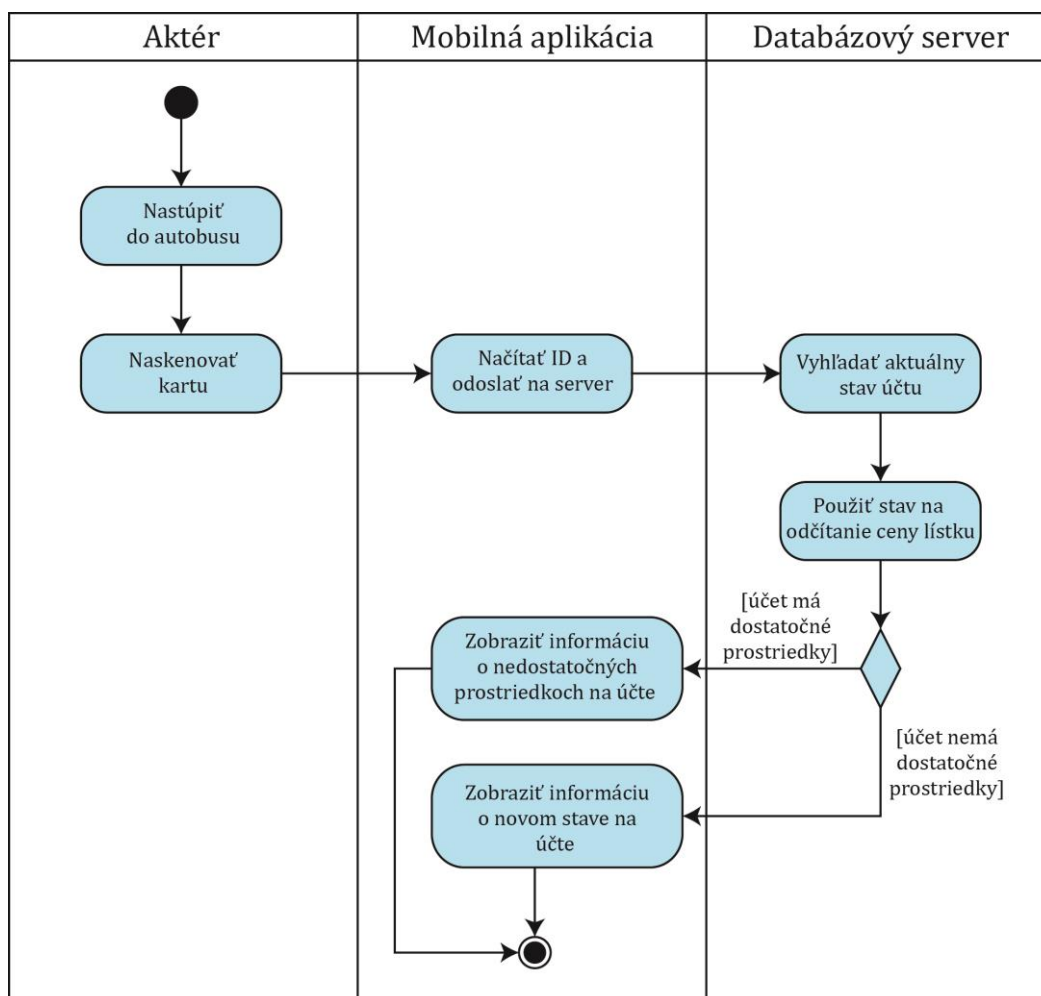 Aktér
Mobilná aplikácia
Databázový server
Nastúpiť
do autobusu
Naskenovať
kartu
Načítať ID a
odoslať na server
Vyhľadať aktuálny
stav účtu
Použiť stav na
odčítanie ceny lístku
[účet má
dostatočné
prostriedky]
Zobraziť informáciu
o nedostatočných
prostriedkoch na účte
[účet nemá
dostatočné
prostriedky]
Zobraziť informáciu
o novom stave na
účte